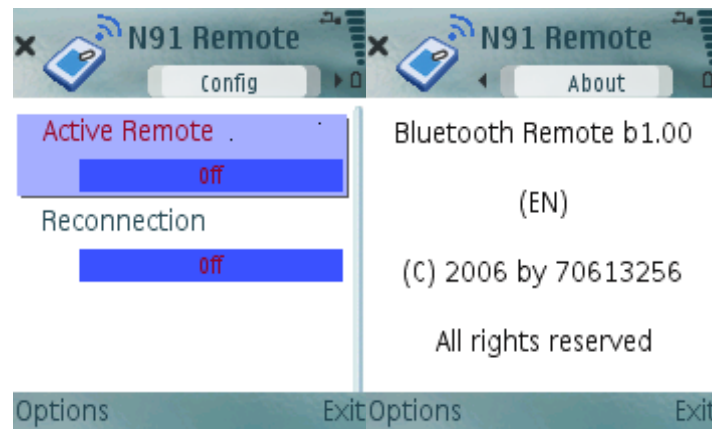 N91 Remote
Config
Active Remote
Off
Reconnection
Off
Options Exit
N91 Remote
About
Bluetooth Remote b1.00
(EN)
(C) 2006 by 70613256
All rights reserved
Options Exit